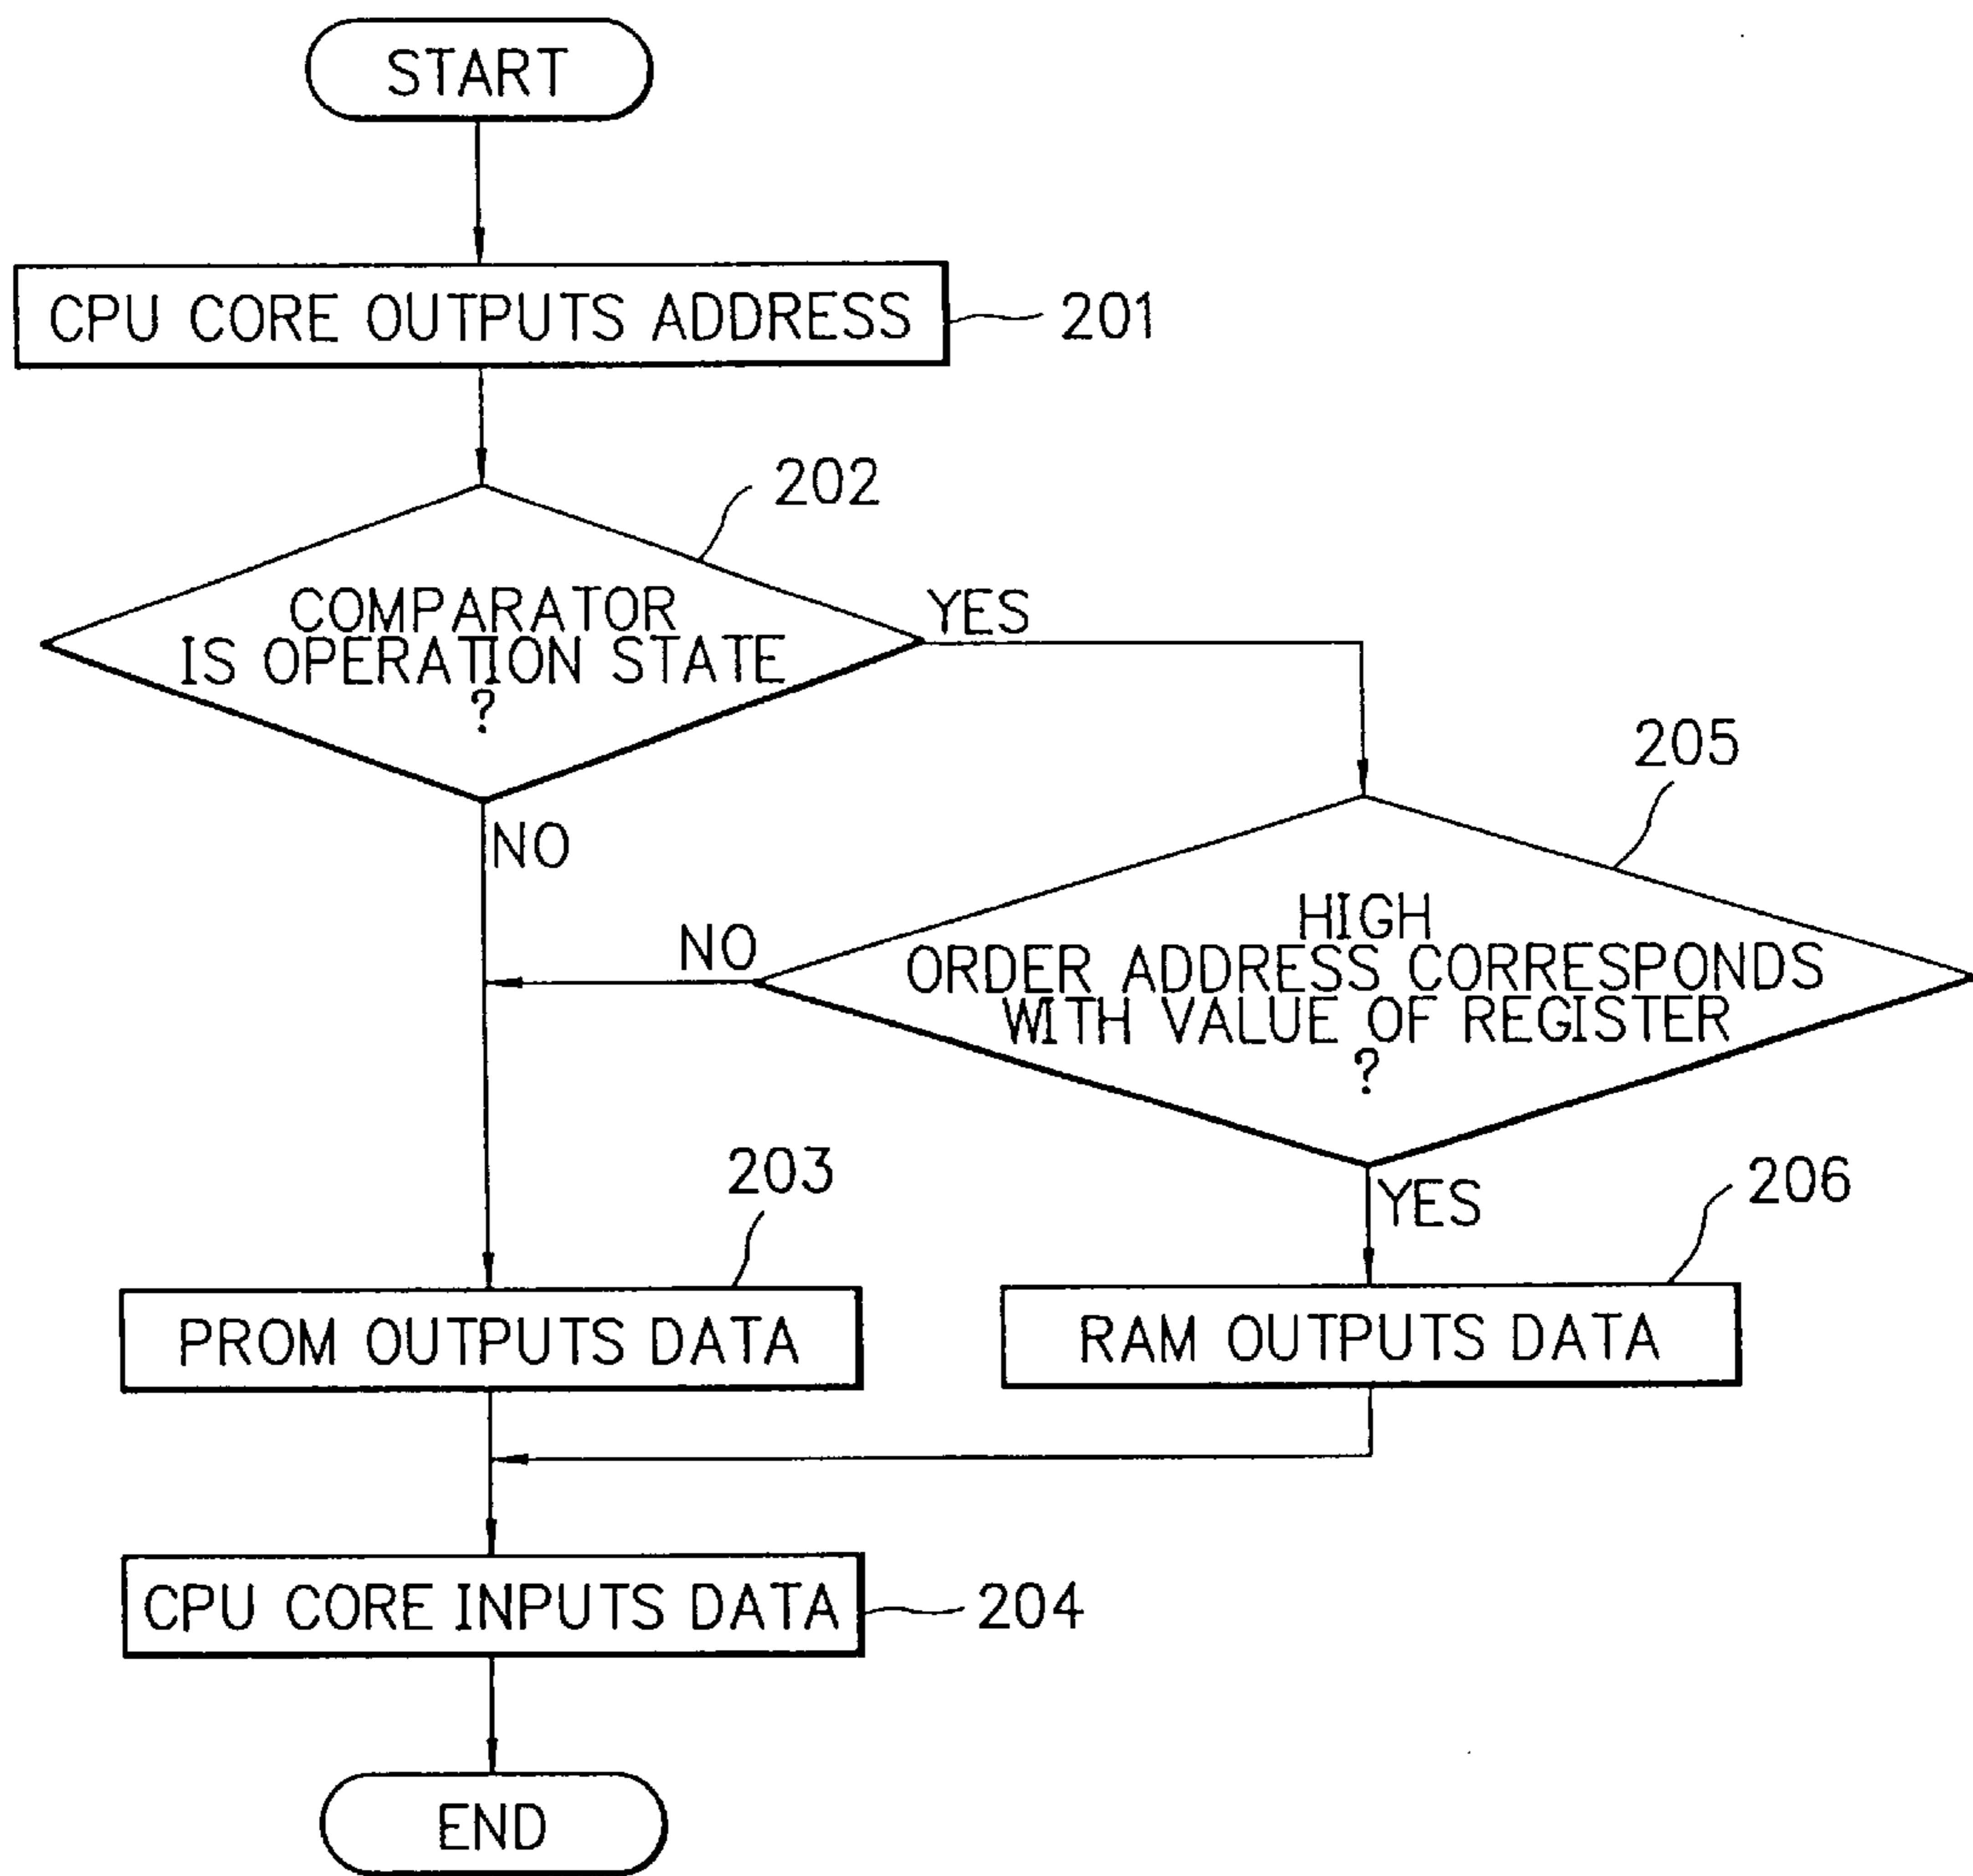 START
CPU CORE OUTPUTS ADDRESS
201
202
COMPARATOR
IS OPERATION STATE
?
YES
NO
205
HIGH
ORDER ADDRESS CORRESPONDS
WITH VALUE OF REGISTER
?
NO
YES
203
PROM OUTPUTS DATA
206
RAM OUTPUTS DATA
CPU CORE INPUTS DATA
204
END